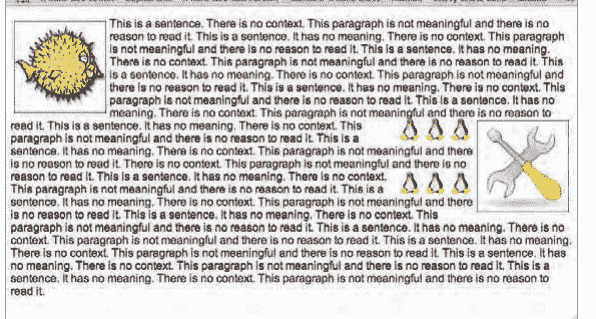 This is a sentence. There is no context. This paragraph is not meaningful and there is no
reason to read it. This is a sentence. It has no meaning. There is no context. This paragraph
is not meaningful and there is no reason to read it. This is a sentence. It has no meaning.
There is no context. This paragraph is not meaningful and there is no reason to read it. This
is a sentence. It has no meaning. There is no context. This paragraph is not meaningful and
there is no reason to read it. This is a sentence. It has no meaning. There is no context. This
paragraph is not meaningful and there is no reason to read it. This is a sentence. It has no
meaning. There is no context. This paragraph is not meaningful and there is no reason to
read it. This is a sentence. It has no meaning. There is no context. This
paragraph is not meaningful and there is no reason to read it. This is a
sentence. It has no meaning. There is no context. This paragraph is not meaningful and there
is no reason to read it. There is no context. This paragraph is not meaningful and there is no
reason to read it. This is a sentence. It has no meaning. There is no context.
This paragraph is not meaningful and there is no reason to read it. This is a
sentence. It has no meaning. There is no context. This paragraph is not meaningful and there
is no reason to read it. This is a sentence. It has no meaning. There is no context. This
paragraph is not meaningful and there is no reason to read it. This is a sentence. It has no meaning. There is no
context. This paragraph is not meaningful and there is no reason to read it. This is a sentence. It has no meaning.
There is no context. This paragraph is not meaningful and there is no reason to read it. This is a sentence. It has
no meaning. There is no context. This paragraph is not meaningful and there is no reason to read it. This is a
sentence. It has no meaning. There is no context. This paragraph is not meaningful and there is no reason to
read it.